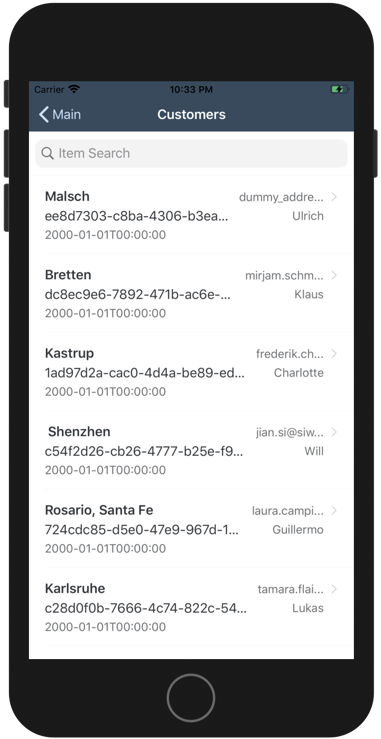 Carrier 10:33 PM
Main Customers
Item Search
Malsch dummy_addre...
ee8d7303-c8ba-4306-b3ea... Ulrich
2000-01-01T00:00:00
Bretten mirjam.schm...
dc8ec9e6-7892-471b-ac6e-... Klaus
2000-01-01T00:00:00
Kastrup frederik.ch...
1ad97d2a-cac0-4d4a-be89-ed... Charlotte
2000-01-01T00:00:00
Shenzhen jian.si@siw...
c54f2d26-cb26-4777-b25e-f9... Will
2000-01-01T00:00:00
Rosario, Santa Fe laura.campi...
724cdc85-d5e0-47e9-967d-1... Guillermo
2000-01-01T00:00:00
Karlsruhe tamara.flai...
c28d0f0b-7666-4c74-822c-54... Lukas
2000-01-01T00:00:00